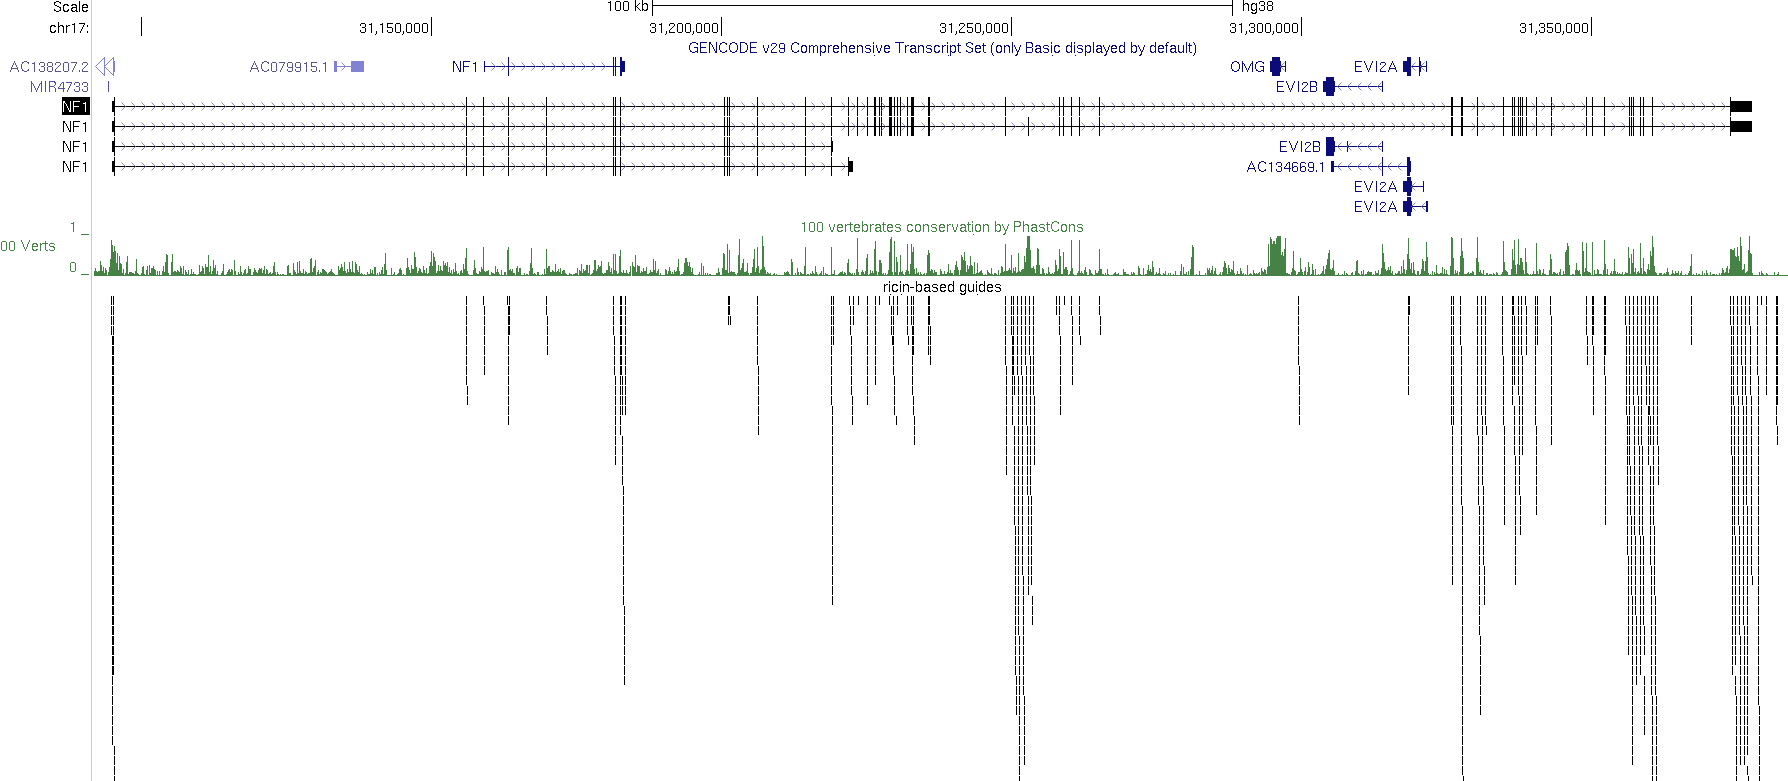 Scale 100 kb hg38
chr17: 31,150,000 31,200,000 31,250,000 31,300,000 31,350,000
GENCODE v29 Comprehensive Transcript Set (only Basic displayed by default)
AC138207.2 AC079915.1 NF1 OMG EVI2A
MIR4733 EVI2B
NF1
NF1
NF1 EVI2B
NF1 AC134669.1
EVI2A
EVI2A
1 100 vertebrates conservation by PhastCons
00 Verts
0
ricin-based guides